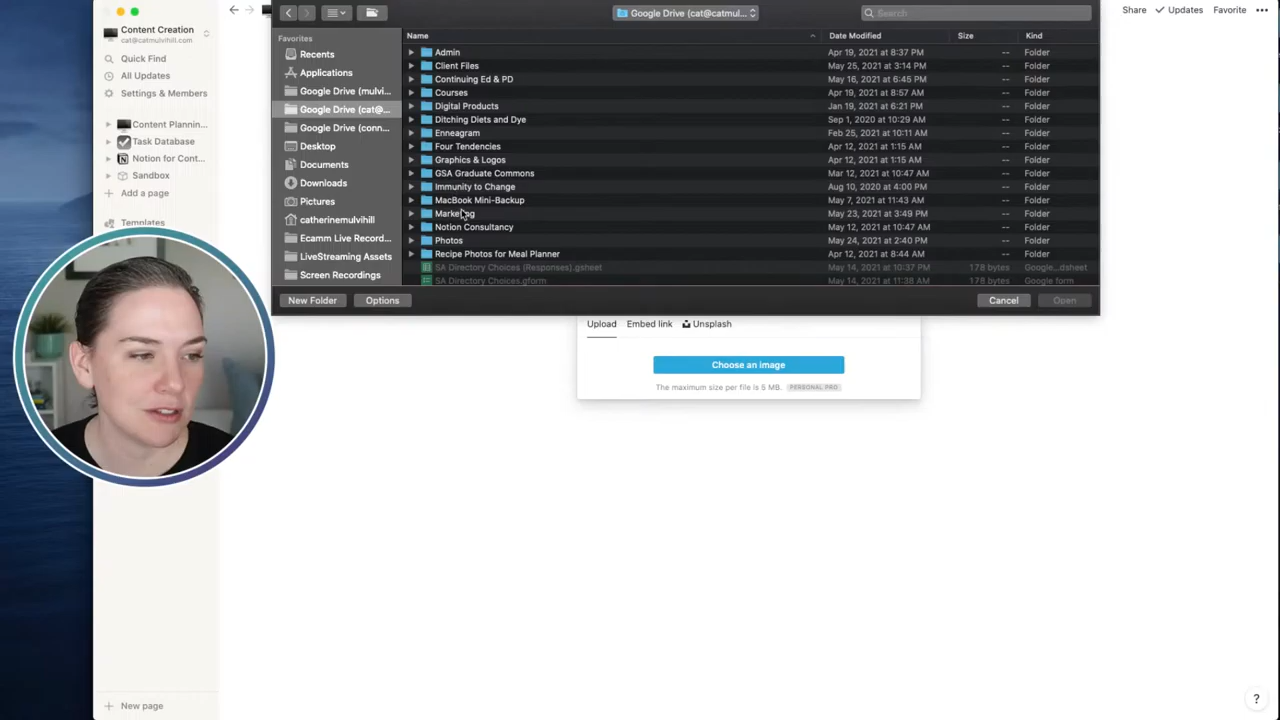 Content Creation
cat@catmulvihill.com
Quick Find
All Updates
Settings & Members
Content Plannin...
Task Database
Notion for Cont...
Sandbox
Add a page
Templates
New page
Google Drive (cat@catmul...
Search
Share
Updates
Favorite
Favorites
Recents
Applications
Google Drive (mulvi...
Google Drive (cat@...
Google Drive (conn...
Desktop
Documents
Downloads
Pictures
catherinemulvihill
Ecamm Live Record...
LiveStreaming Assets
Screen Recordings
Name Date Modified Size Kind
Admin Apr 19, 2021 at 8:37 PM -- Folder
Client Files May 25, 2021 at 3:14 PM -- Folder
Continuing Ed & PD May 16, 2021 at 6:45 PM -- Folder
Courses Apr 19, 2021 at 8:57 AM -- Folder
Digital Products Jan 19, 2021 at 6:21 PM -- Folder
Ditching Diets and Dye Sep 1, 2020 at 10:29 AM -- Folder
Enneagram Feb 25, 2021 at 10:11 AM -- Folder
Four Tendencies Apr 12, 2021 at 1:15 AM -- Folder
Graphics & Logos Apr 12, 2021 at 1:15 AM -- Folder
GSA Graduate Commons Mar 12, 2021 at 10:47 AM -- Folder
Immunity to Change Aug 10, 2020 at 4:00 PM -- Folder
MacBook Mini-Backup May 7, 2021 at 11:43 AM -- Folder
Marketing May 23, 2021 at 3:49 PM -- Folder
Notion Consultancy May 12, 2021 at 10:47 AM -- Folder
Photos May 24, 2021 at 2:40 PM -- Folder
Recipe Photos for Meal Planner Apr 12, 2021 at 8:44 AM -- Folder
SA Directory Choices (Responses).gsheet May 14, 2021 at 10:37 PM 178 bytes Google...dsheet
SA Directory Choices.gform May 14, 2021 at 11:38 AM 178 bytes Google form
New Folder Options Cancel Open
Upload Embed link Unsplash
Choose an image
The maximum size per file is 5 MB. PERSONAL PRO
?